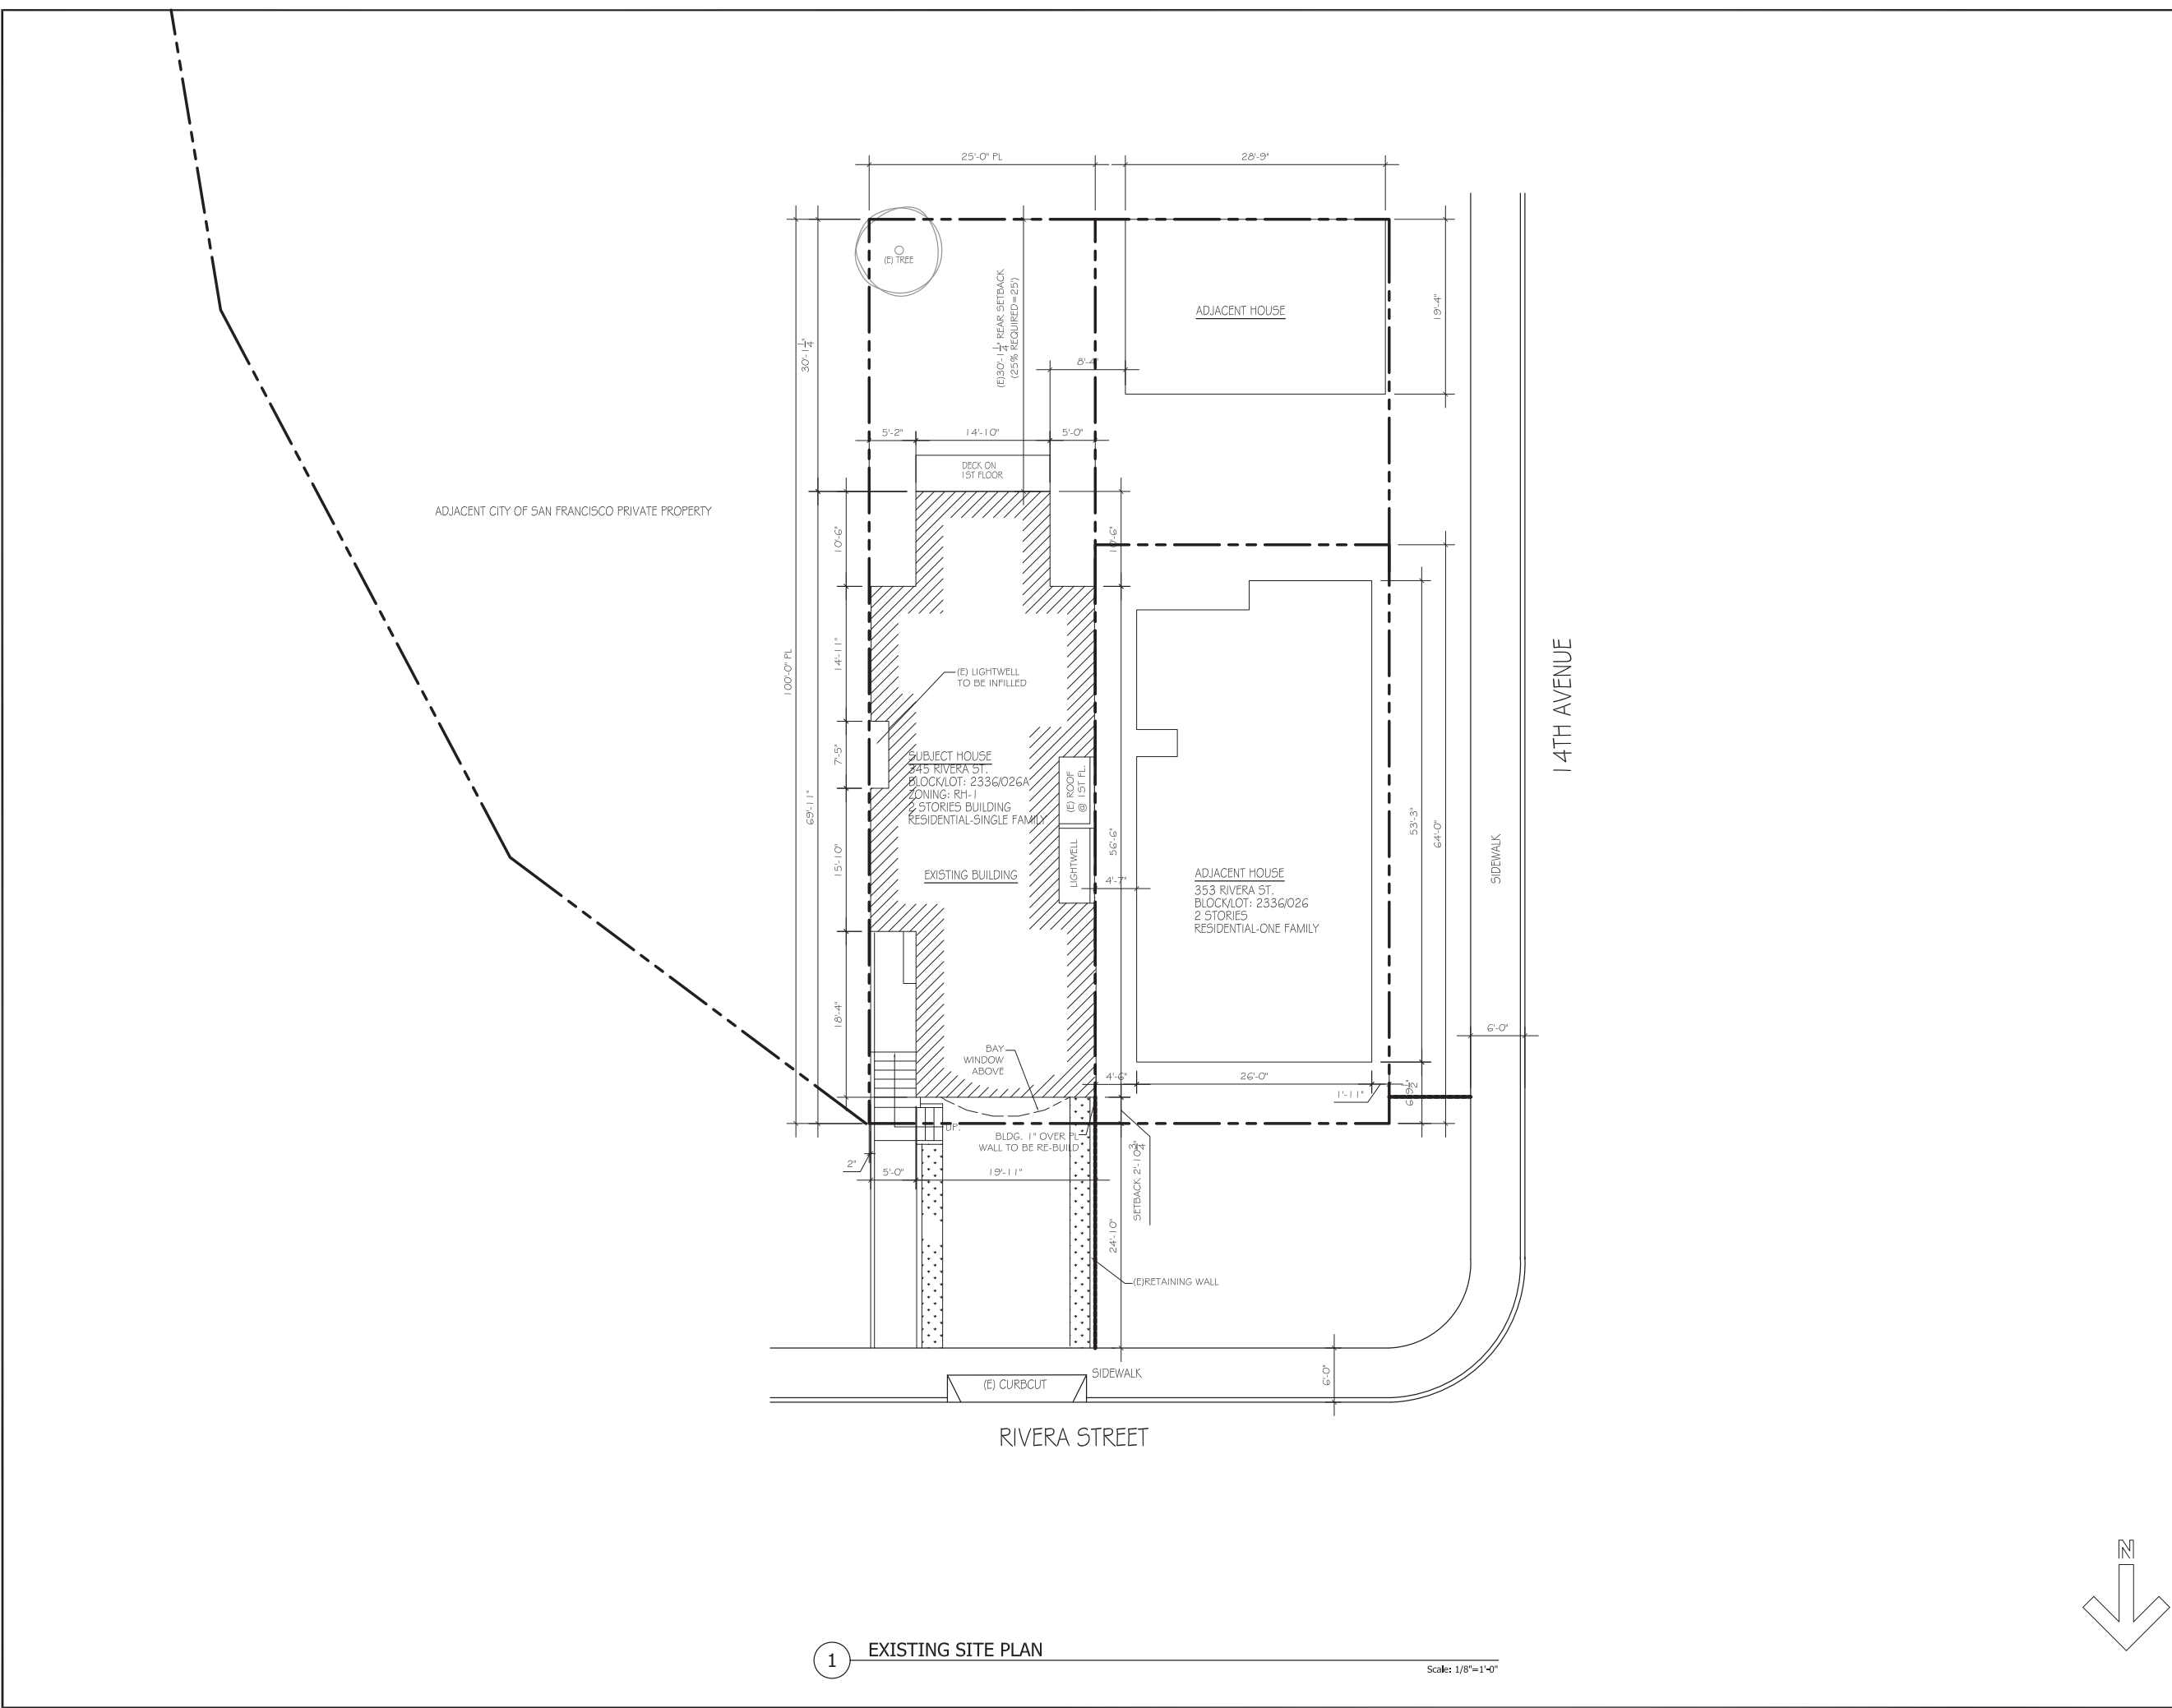 25'-0" PL
28'-9"
(E) TREE
30'-1 1/4"
(E)30'-1 1/4" REAR SETBACK
(25% REQUIRED=25')
ADJACENT HOUSE
19'-4"
8'-4"
5'-2"
14'-10"
5'-0"
DECK ON
1ST FLOOR
ADJACENT CITY OF SAN FRANCISCO PRIVATE PROPERTY
10'-6"
10'-6"
14'-11"
100'-0" PL
(E) LIGHTWELL
TO BE INFILLED
14TH AVENUE
7'-5"
SUBJECT HOUSE
345 RIVERA ST.
BLOCK/LOT: 2336/026A
ZONING: RH-1
2 STORIES BUILDING
RESIDENTIAL-SINGLE FAMILY
(E) ROOF
@ 1ST FL.
69'-11"
56'-6"
53'-3"
64'-0"
15'-10"
LIGHTWELL
SIDEWALK
EXISTING BUILDING
4'-7"
ADJACENT HOUSE
353 RIVERA ST.
BLOCK/LOT: 2336/026
2 STORIES
RESIDENTIAL-ONE FAMILY
18'-4"
6'-0"
BAY
WINDOW
ABOVE
4'-6"
26'-0"
1'-11"
6'-9 1/2"
UP.
BLDG. 1" OVER PL
WALL TO BE RE-BUILD
SETBACK 2'-10 3/4"
2"
5'-0"
19'-11"
24'-10"
(E)RETAINING WALL
SIDEWALK
(E) CURBCUT
6'-0"
RIVERA STREET
N
1
EXISTING SITE PLAN
Scale: 1/8"=1'-0"